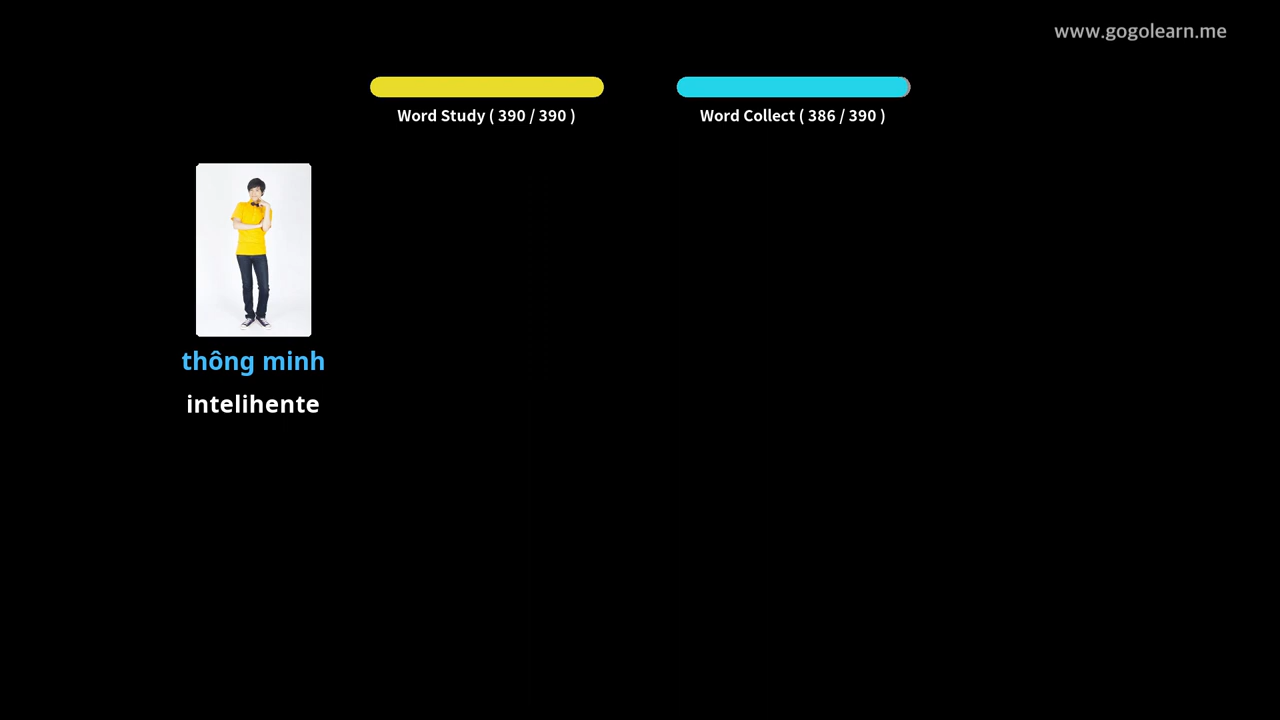 www.gogolearn.me
Word Study ( 390 / 390 )
Word Collect ( 386 / 390 )
thông minh
intelihente